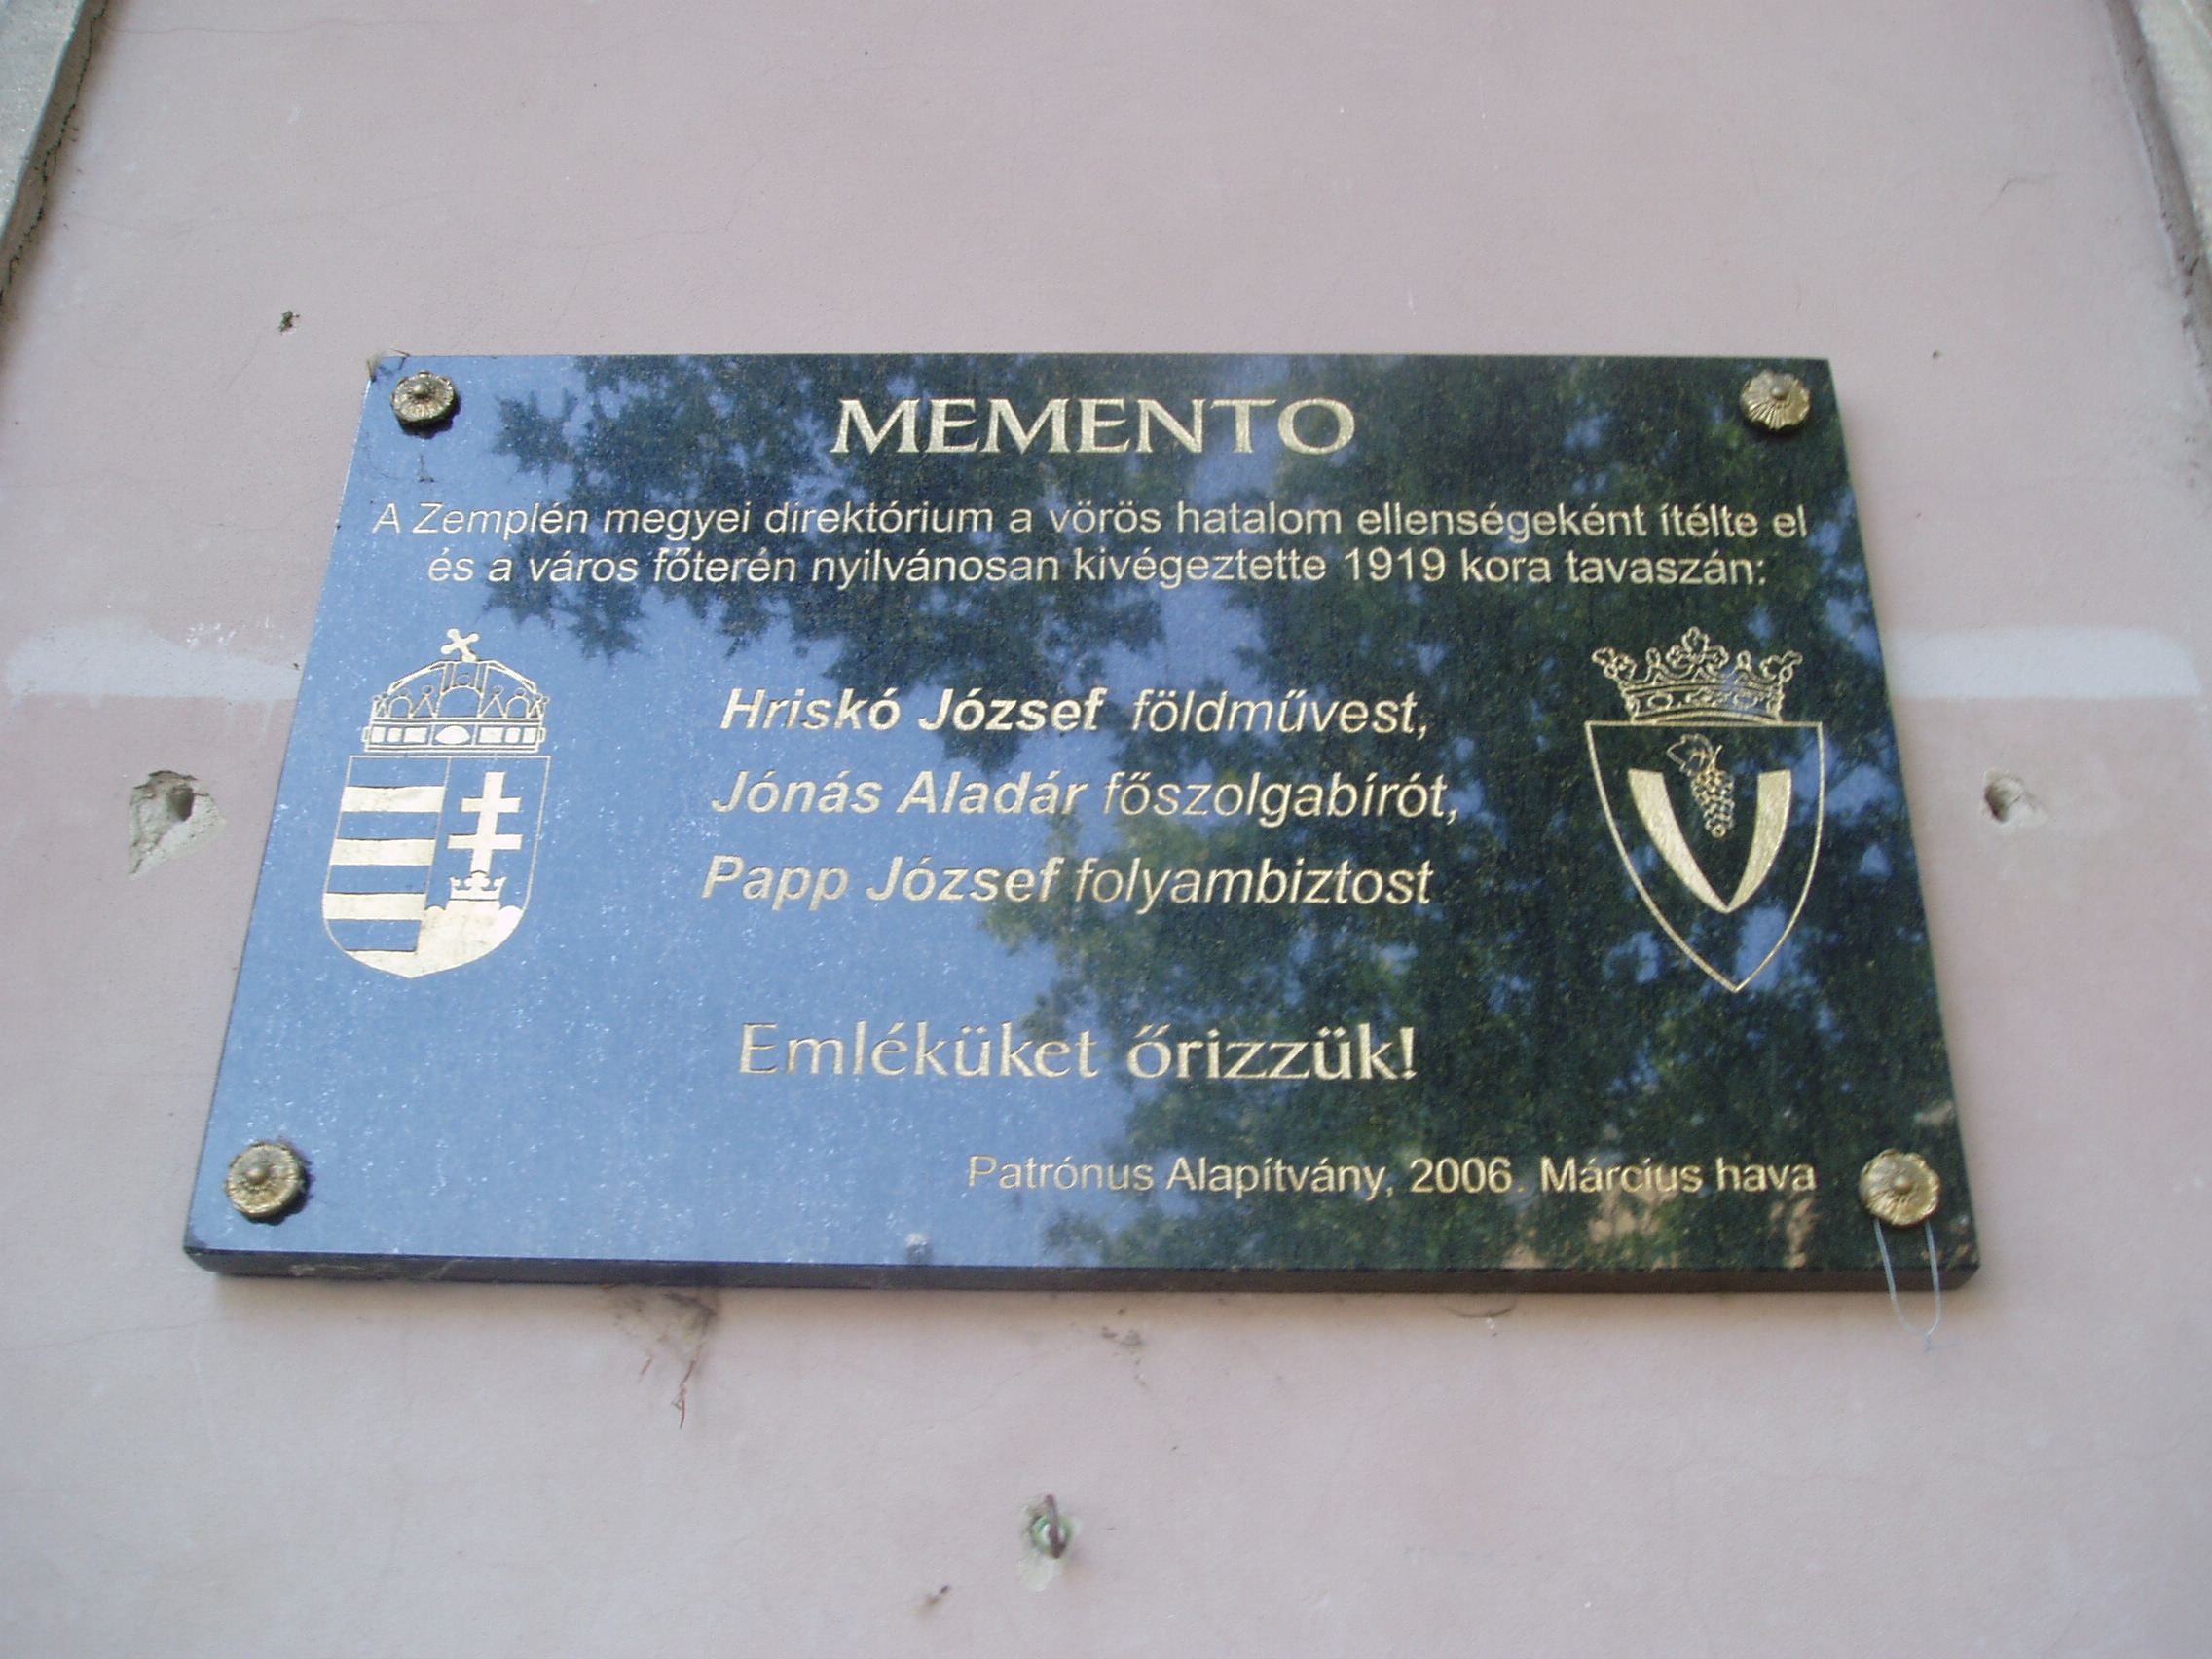 MEMENTO
A Zemplén megyei direktórium a vörös hatalom ellenségeként ítélte el
és a város főterén nyilvánosan kivégeztette 1919 kora tavaszán:
Hriskó József földművest,
Jónás Aladár főszolgabírót,
Papp József folyambiztost
Emléküket őrizzük!
Patrónus Alapítvány, 2006. Március hava